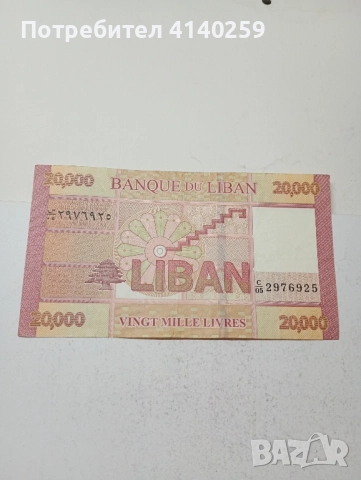 Потребител 4140259
20,000 BANQUE DU LIBAN 20,000
٢٩٧٦٩٢٥
LIBAN
C/05 2976925
20,000 VINGT MILLE LIVRES 20,000
BAZAR